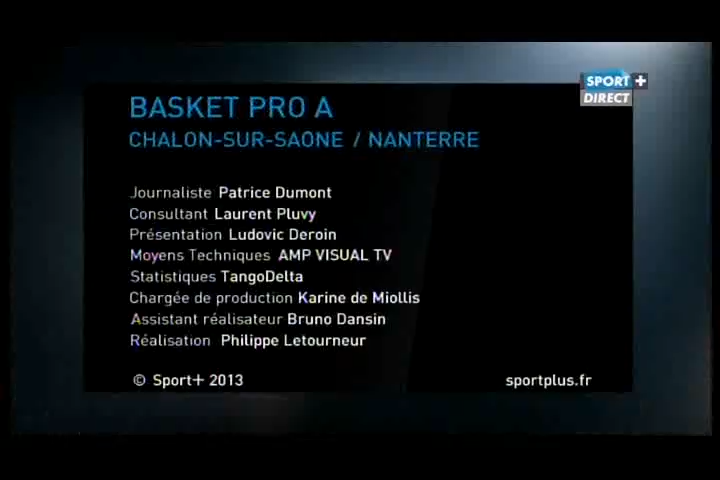 SPORT+
DIRECT
BASKET PRO A
CHALON-SUR-SAONE / NANTERRE
Journaliste Patrice Dumont
Consultant Laurent Pluvy
Présentation Ludovic Deroin
Moyens Techniques AMP VISUAL TV
Statistiques TangoDelta
Chargée de production Karine de Miollis
Assistant réalisateur Bruno Dansin
Réalisation Philippe Letourneur
© Sport+ 2013 sportplus.fr